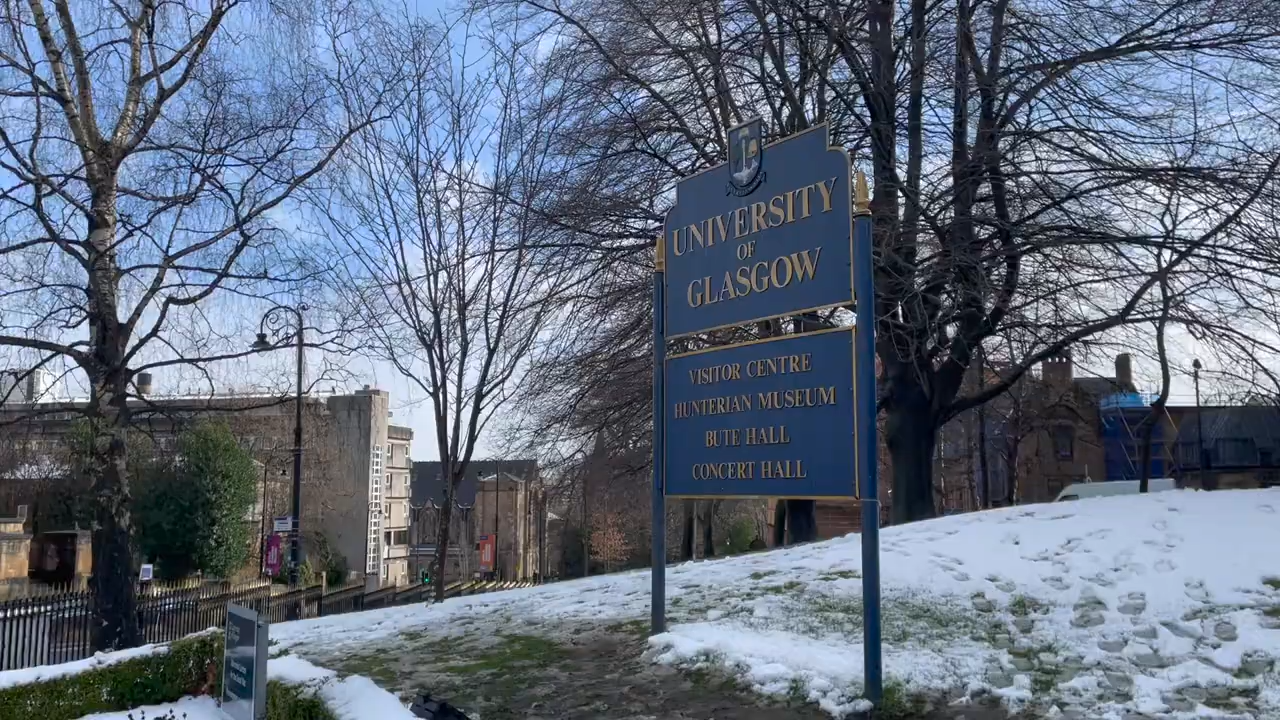 UNIVERSITY
OF
GLASGOW
VISITOR CENTRE
HUNTERIAN MUSEUM
BUTE HALL
CONCERT HALL